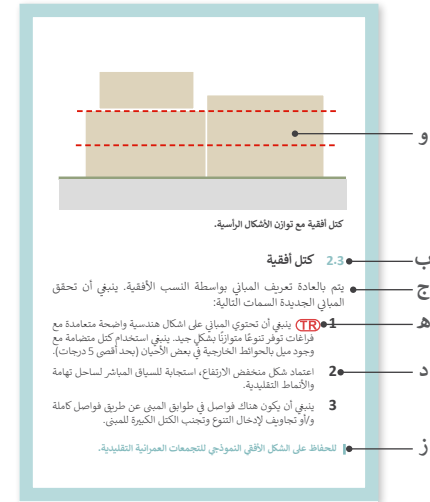 و
كتل أفقية مع توازن الأشكال الرأسية.
ب
2.3 كتل أفقية
ج
يتم بالعادة تعريف المباني بواسطة النسب الأفقية. ينبغي أن تحقق
المباني الجديدة السمات التالية:
هـ
1 TR ينبغي أن تحتوي المباني على اشكال هندسية واضحة متعامدة مع
فراغات توفر تنوعًا متوازنًا بشكلٍ جيد. ينبغي استخدام كتل متضامة مع
وجود ميل بالحوائط الخارجية في بعض الأحيان (بحد أقصى 5 درجات).
د
2 اعتماد شكل منخفض الارتفاع، استجابة للسياق المباشر لساحل تهامة
والأنماط التقليدية.
3 ينبغي أن يكون هناك فواصل في طوابق المبنى عن طريق فواصل كاملة
و/أو تجاويف لإدخال التنوع وتجنب الكتل الكبيرة للمبنى.
ز
للحفاظ على الشكل الأفقي النموذجي للتجمعات العمرانية التقليدية.